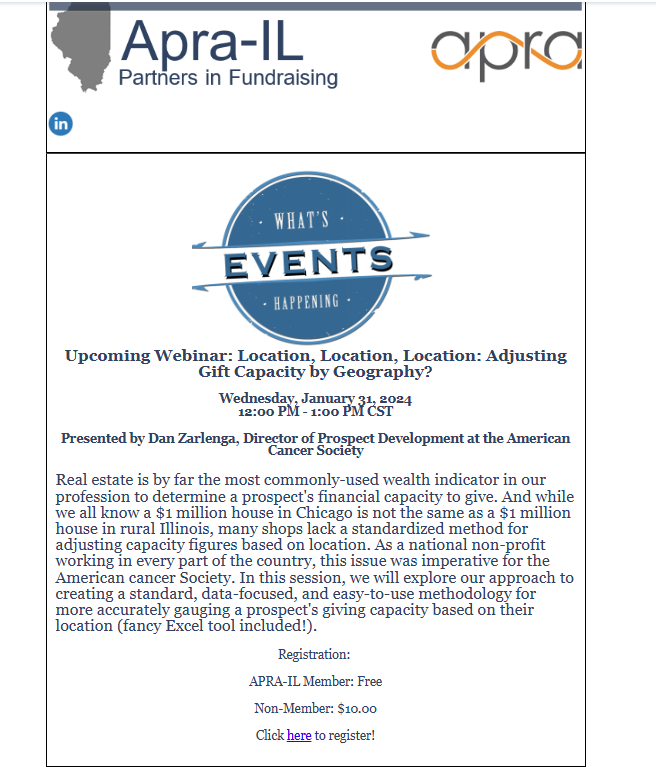 Apra-IL
Partners in Fundraising
apra
in
WHAT'S
EVENTS
HAPPENING
Upcoming Webinar: Location, Location, Location: Adjusting
Gift Capacity by Geography?
Wednesday, January 31, 2024
12:00 PM - 1:00 PM CST
Presented by Dan Zarlenga, Director of Prospect Development at the American
Cancer Society
Real estate is by far the most commonly-used wealth indicator in our
profession to determine a prospect's financial capacity to give. And while
we all know a $1 million house in Chicago is not the same as a $1 million
house in rural Illinois, many shops lack a standardized method for
adjusting capacity figures based on location. As a national non-profit
working in every part of the country, this issue was imperative for the
American cancer Society. In this session, we will explore our approach to
creating a standard, data-focused, and easy-to-use methodology for
more accurately gauging a prospect's giving capacity based on their
location (fancy Excel tool included!).
Registration:
APRA-IL Member: Free
Non-Member: $10.00
Click here to register!